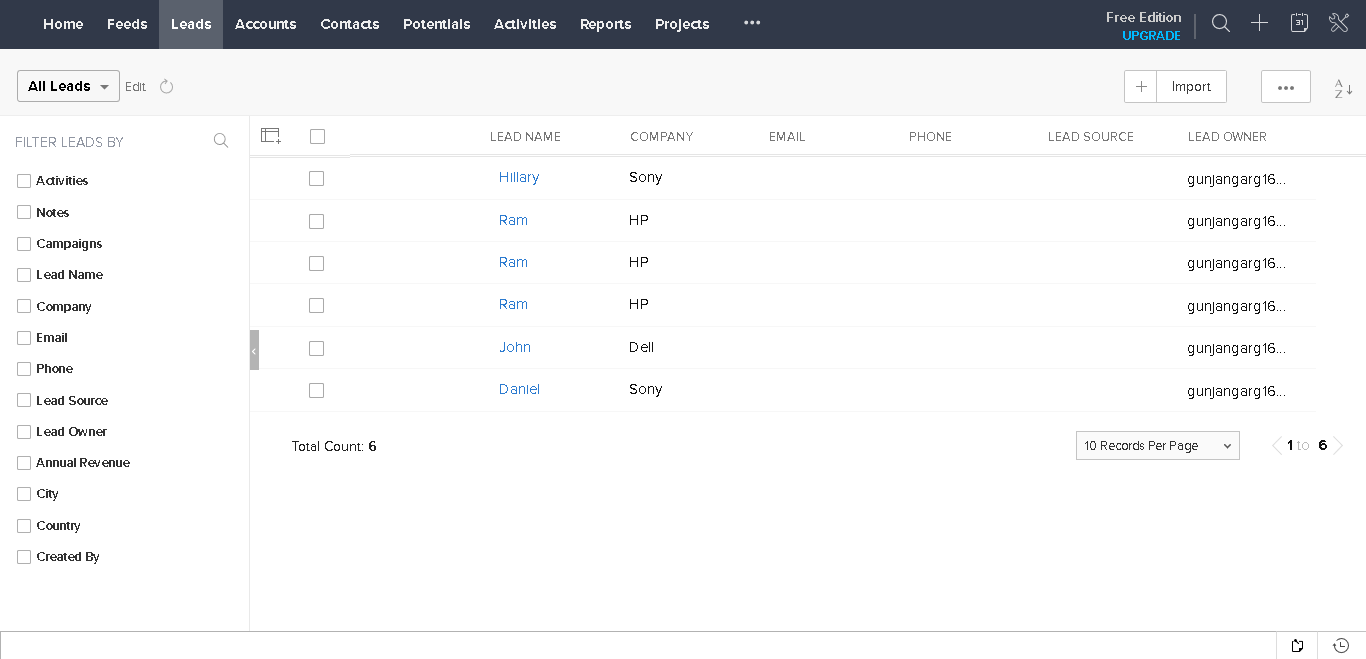 Home Feeds Leads Accounts Contacts Potentials Activities Reports Projects ••• Free Edition
UPGRADE
31
All Leads Edit Import •••
A
Z
FILTER LEADS BY
Activities
Notes
Campaigns
Lead Name
Company
Email
Phone
Lead Source
Lead Owner
Annual Revenue
City
Country
Created By
LEAD NAME COMPANY EMAIL PHONE LEAD SOURCE LEAD OWNER
Hillary Sony gunjangarg16...
Ram HP gunjangarg16...
Ram HP gunjangarg16...
Ram HP gunjangarg16...
John Dell gunjangarg16...
Daniel Sony gunjangarg16...
Total Count: 6 10 Records Per Page 1 to 6